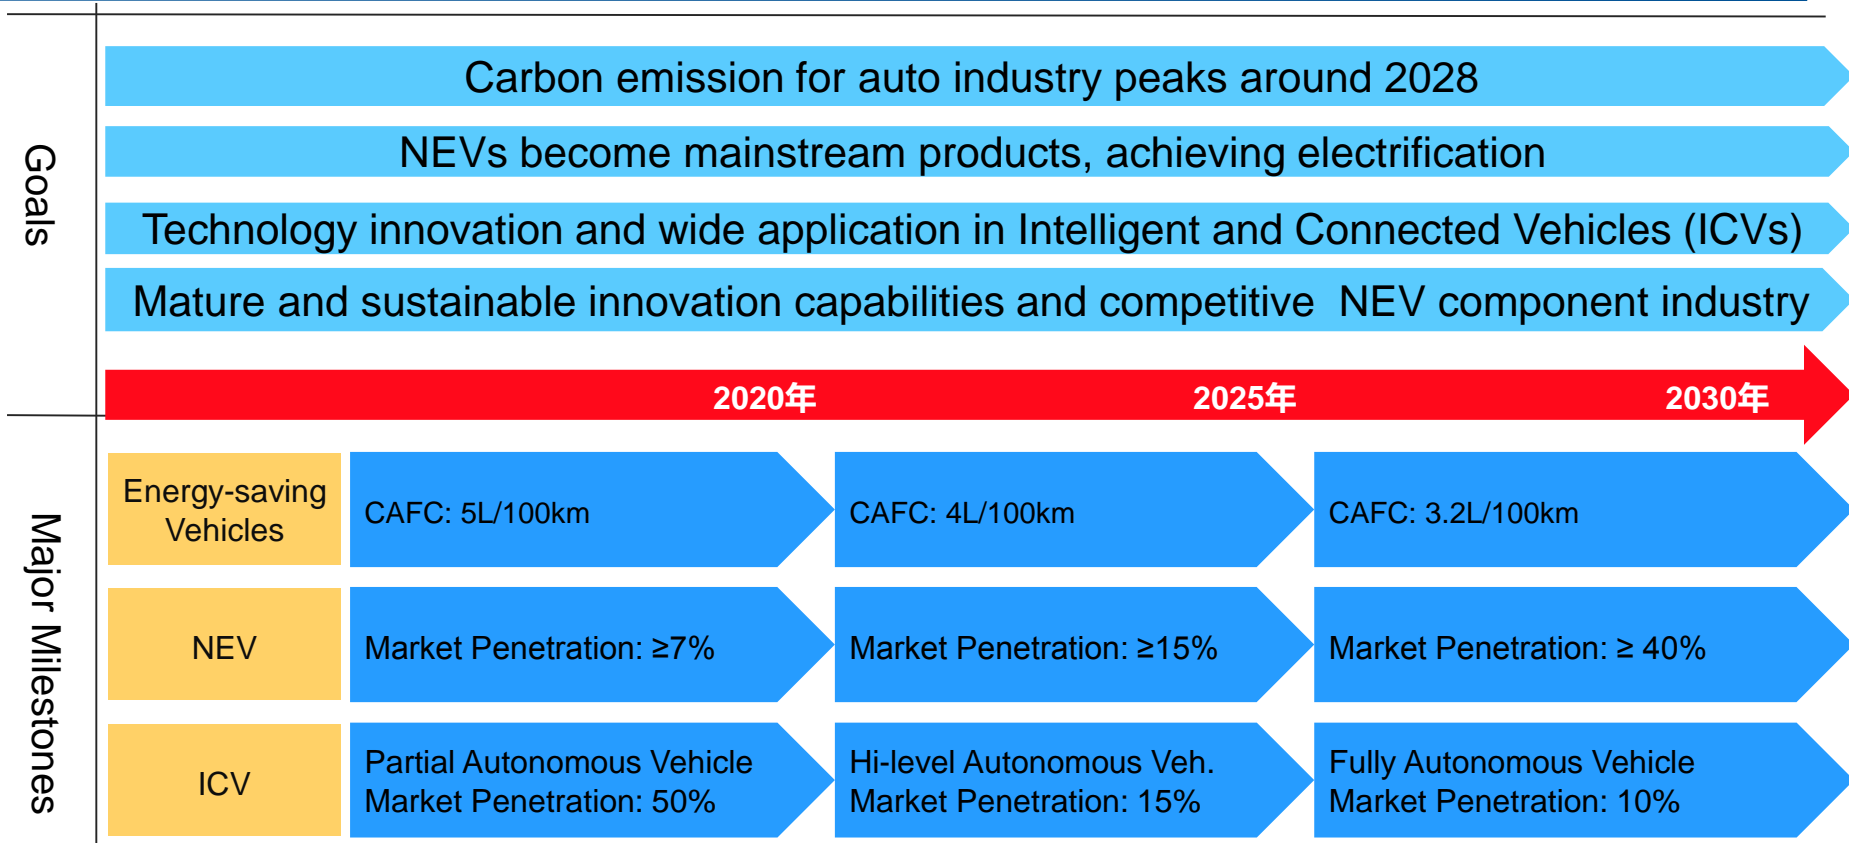 Goals
Carbon emission for auto industry peaks around 2028
NEVs become mainstream products, achieving electrification
Technology innovation and wide application in Intelligent and Connected Vehicles (ICVs)
Mature and sustainable innovation capabilities and competitive NEV component industry
2020年 2025年 2030年
Major Milestones
Energy-saving
Vehicles
CAFC: 5L/100km
CAFC: 4L/100km
CAFC: 3.2L/100km
NEV
Market Penetration: ≥7%
Market Penetration: ≥15%
Market Penetration: ≥ 40%
ICV
Partial Autonomous Vehicle
Market Penetration: 50%
Hi-level Autonomous Veh.
Market Penetration: 15%
Fully Autonomous Vehicle
Market Penetration: 10%